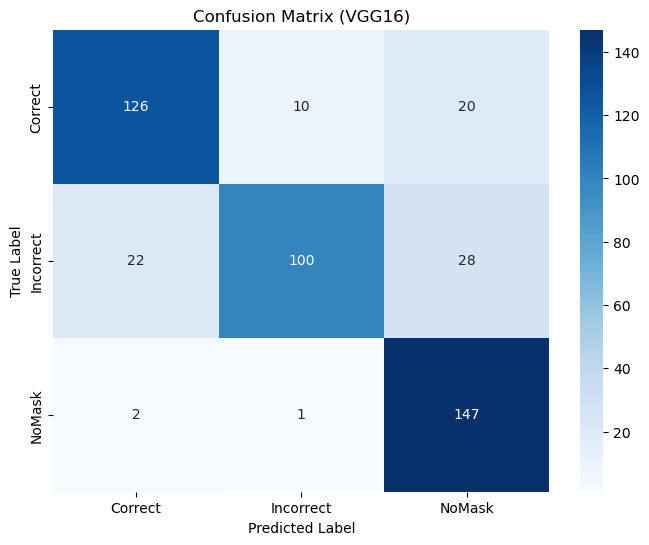 Confusion Matrix (VGG16)
True Label
Correct
126 10 20
Incorrect
22 100 28
NoMask
2 1 147
Correct Incorrect NoMask
Predicted Label
140
120
100
80
60
40
20